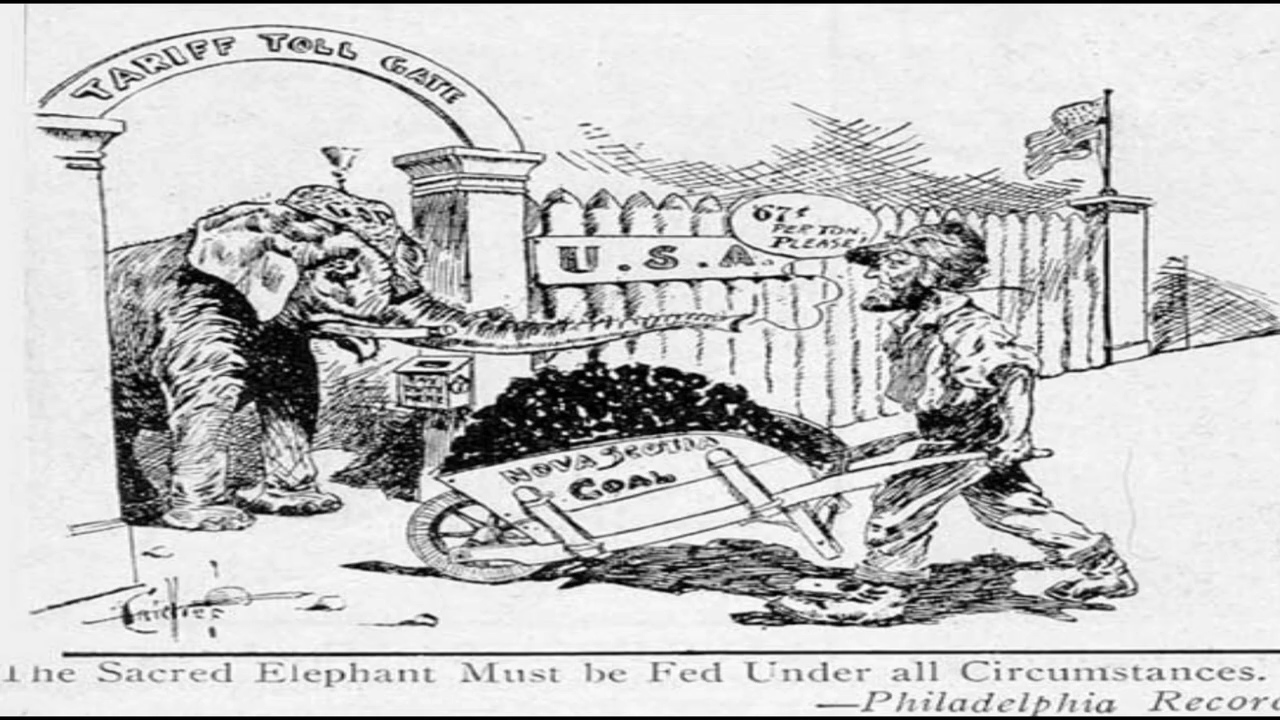 TARIFF TOLL GATE
67¢
PER TON.
PLEASE!
U.S.A.
NOVA SCOTIA
COAL
The Sacred Elephant Must be Fed Under all Circumstances.
—Philadelphia Recor